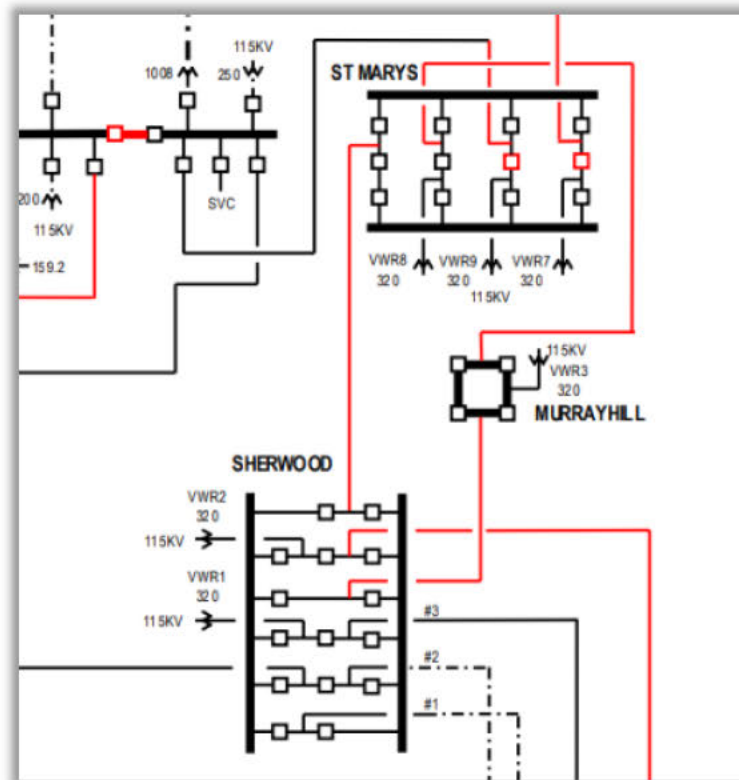 115KV
1008
250
ST MARYS
200
SVC
115KV
159.2
VWR8
320
VWR9
320
VWR7
320
115KV
115KV
VWR3
320
MURRAYHILL
SHERWOOD
VWR2
320
115KV
VWR1
320
115KV
#3
#2
#1